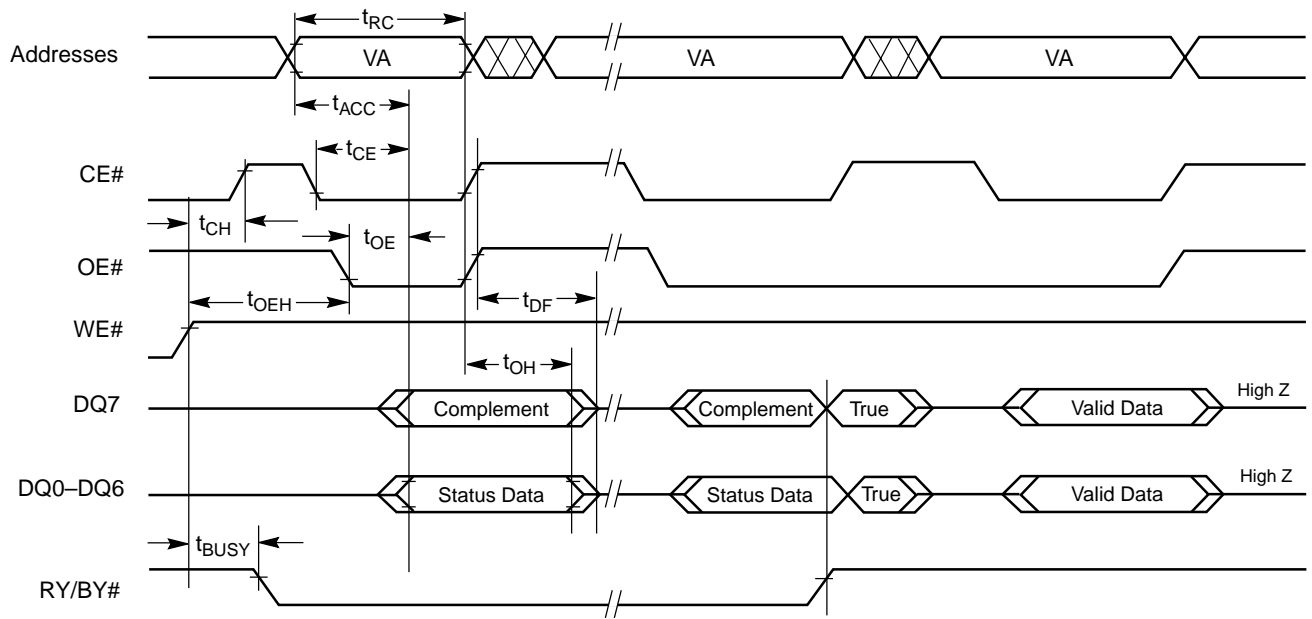 tRC
Addresses VA VA VA
tACC
tCE
CE#
tCH
tOE
OE#
tOEH tDF
WE#
tOH
DQ7 Complement Complement True Valid Data High Z
DQ0–DQ6 Status Data Status Data True Valid Data High Z
tBUSY
RY/BY#